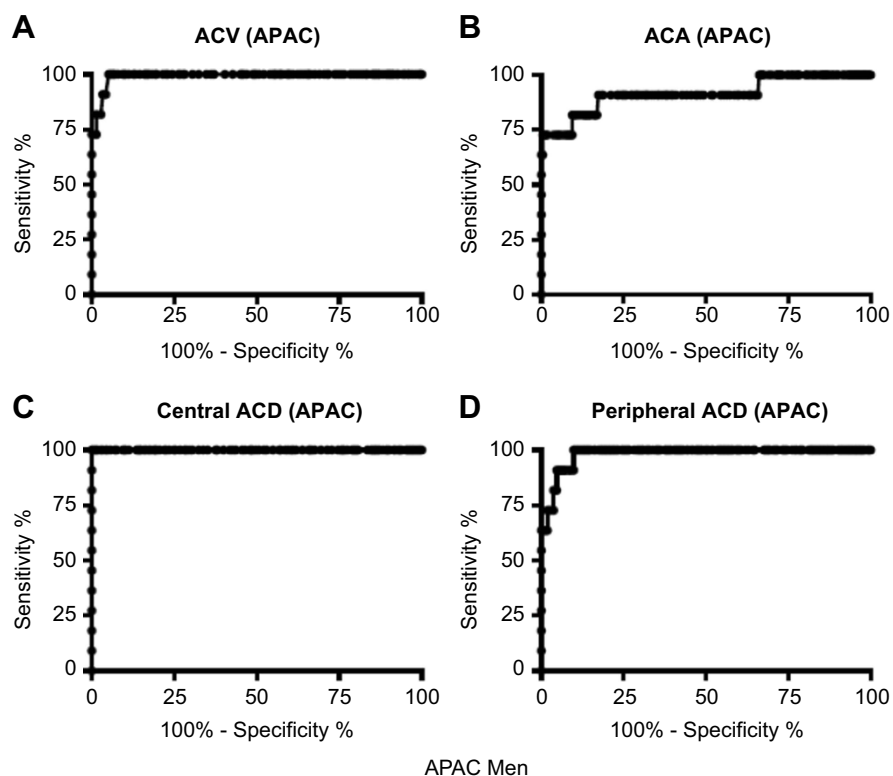 A
ACV (APAC)
100
75
50
25
0
Sensitivity %
0 25 50 75 100
100% - Specificity %
B
ACA (APAC)
100
75
50
25
0
Sensitivity %
0 25 50 75 100
100% - Specificity %
C
Central ACD (APAC)
100
75
50
25
0
Sensitivity %
0 25 50 75 100
100% - Specificity %
D
Peripheral ACD (APAC)
100
75
50
25
0
Sensitivity %
0 25 50 75 100
100% - Specificity %
APAC Men